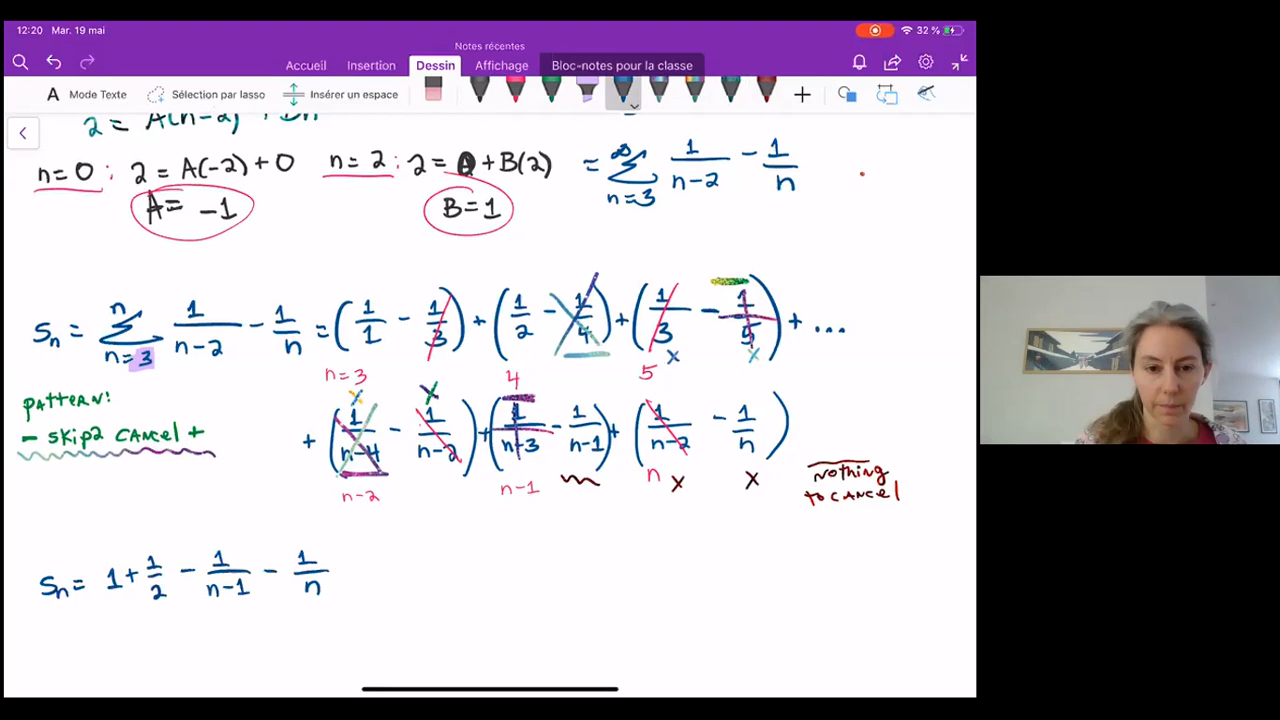 12:20 Mar. 19 mai 32 %
Notes récentes
Accueil Insertion Dessin Affichage Bloc-notes pour la classe
A Mode Texte Sélection par lasso Insérer un espace
2 = A(n-2) + Bn
n=0 : 2 = A(-2) + 0 n=2 : 2 = 0 + B(2) = ∞ Σ n=3 1/(n-2) - 1/n
A = -1 B = 1
Sn = n Σ n=3 1/(n-2) - 1/n = (1/1 - 1/3) + (1/2 - 1/4) + (1/3 - 1/5) + ...
n=3 4 5 x x
pattern:
- skip2 cancel +
x x
+ (1/(n-4) - 1/(n-2)) + (1/(n-3) - 1/(n-1)) + (1/(n-2) - 1/n)
n-2 n-1 n x x
nothing
to cancel
Sn = 1 + 1/2 - 1/(n-1) - 1/n